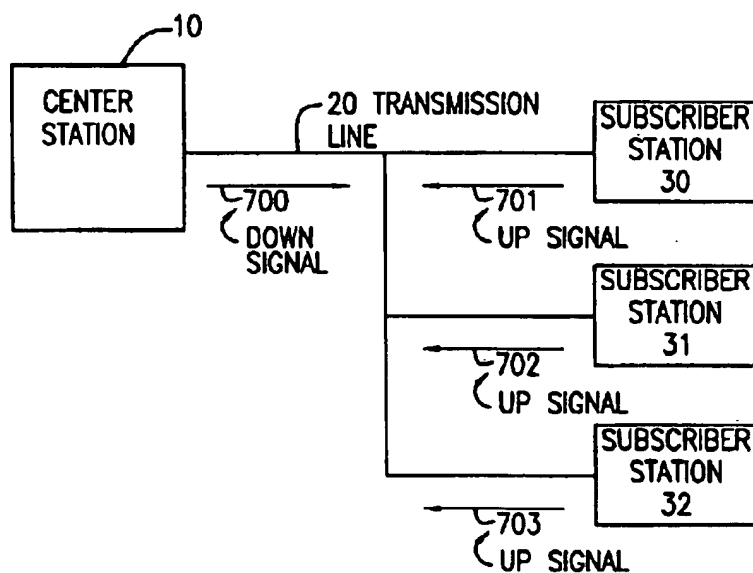 10
CENTER
STATION
20 TRANSMISSION
LINE
SUBSCRIBER
STATION
30
700
DOWN
SIGNAL
701
UP SIGNAL
SUBSCRIBER
STATION
31
702
UP SIGNAL
SUBSCRIBER
STATION
32
703
UP SIGNAL